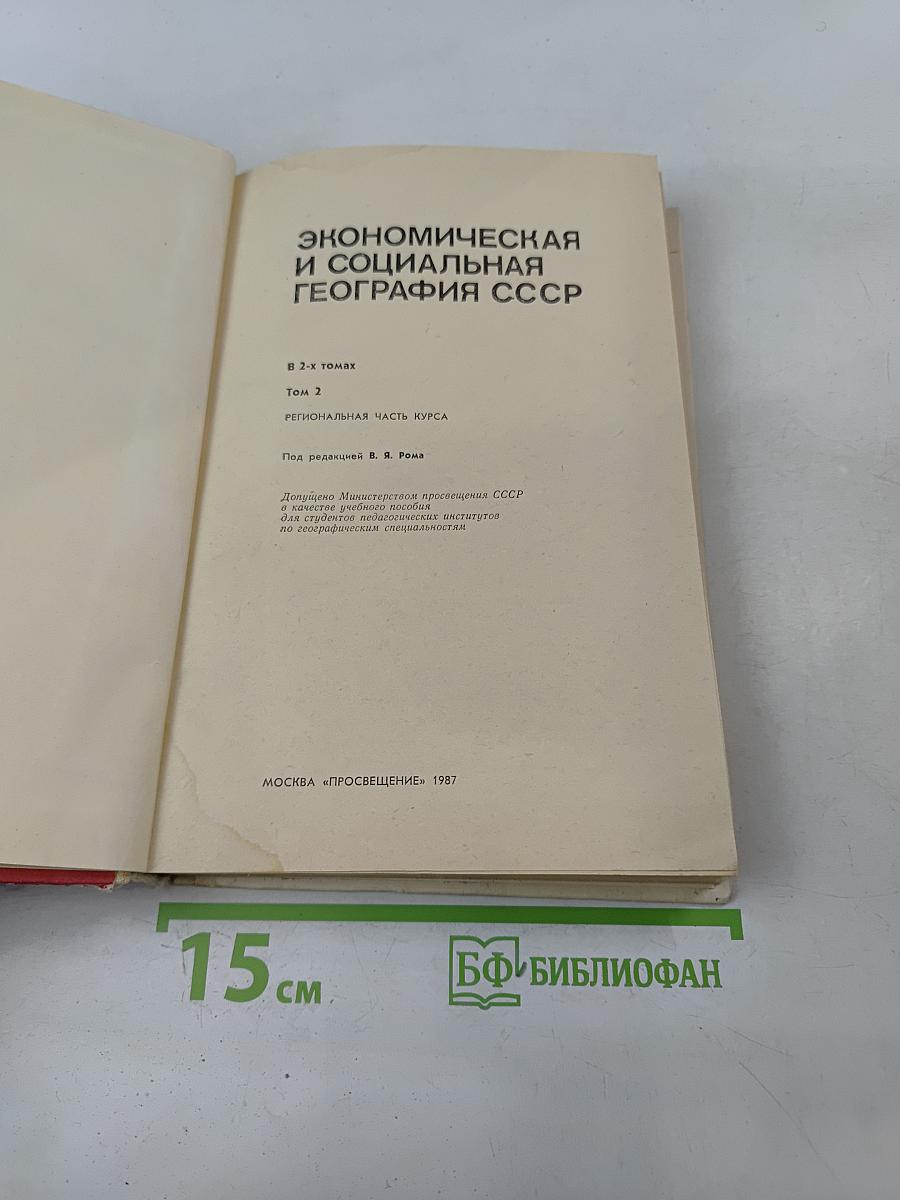 ЭКОНОМИЧЕСКАЯ
И СОЦИАЛЬНАЯ
ГЕОГРАФИЯ СССР
В 2-х томах
Том 2
РЕГИОНАЛЬНАЯ ЧАСТЬ КУРСА
Под редакцией В. Я. Рома
Допущено Министерством просвещения СССР
в качестве учебного пособия
для студентов педагогических институтов
по географическим специальностям
МОСКВА «ПРОСВЕЩЕНИЕ» 1987
15 см
БФ БИБЛИОФАН